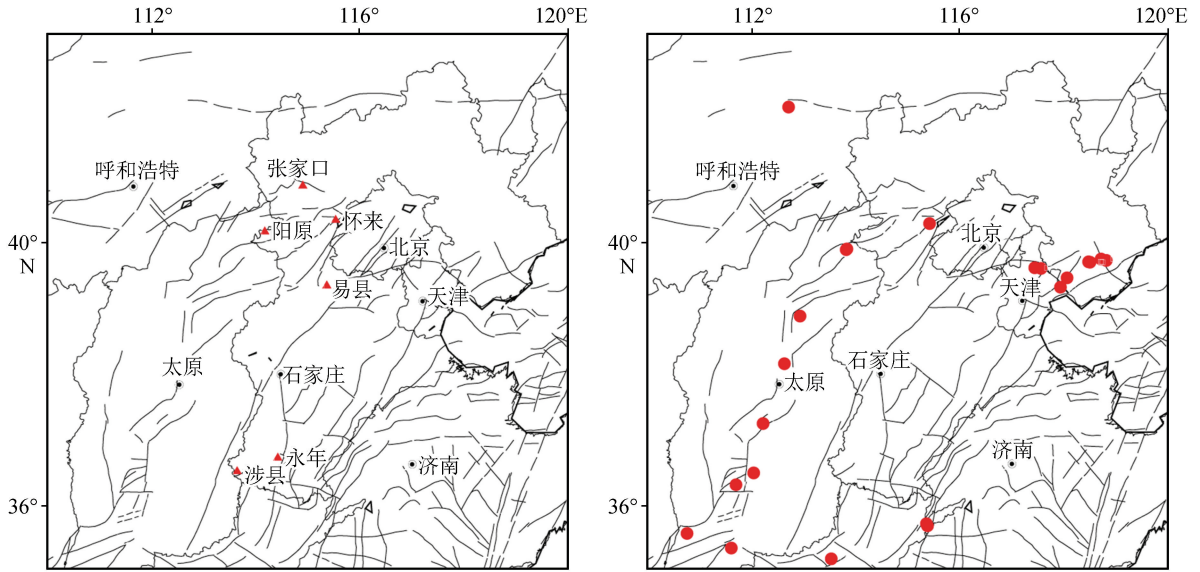 112°
116°
120°E
呼和浩特
张家口
怀来
阳原
北京
40°
N
易县
天津
太原
石家庄
永年
涉县
济南
36°
112°
116°
120°E
呼和浩特
北京
40°
N
天津
石家庄
太原
济南
36°